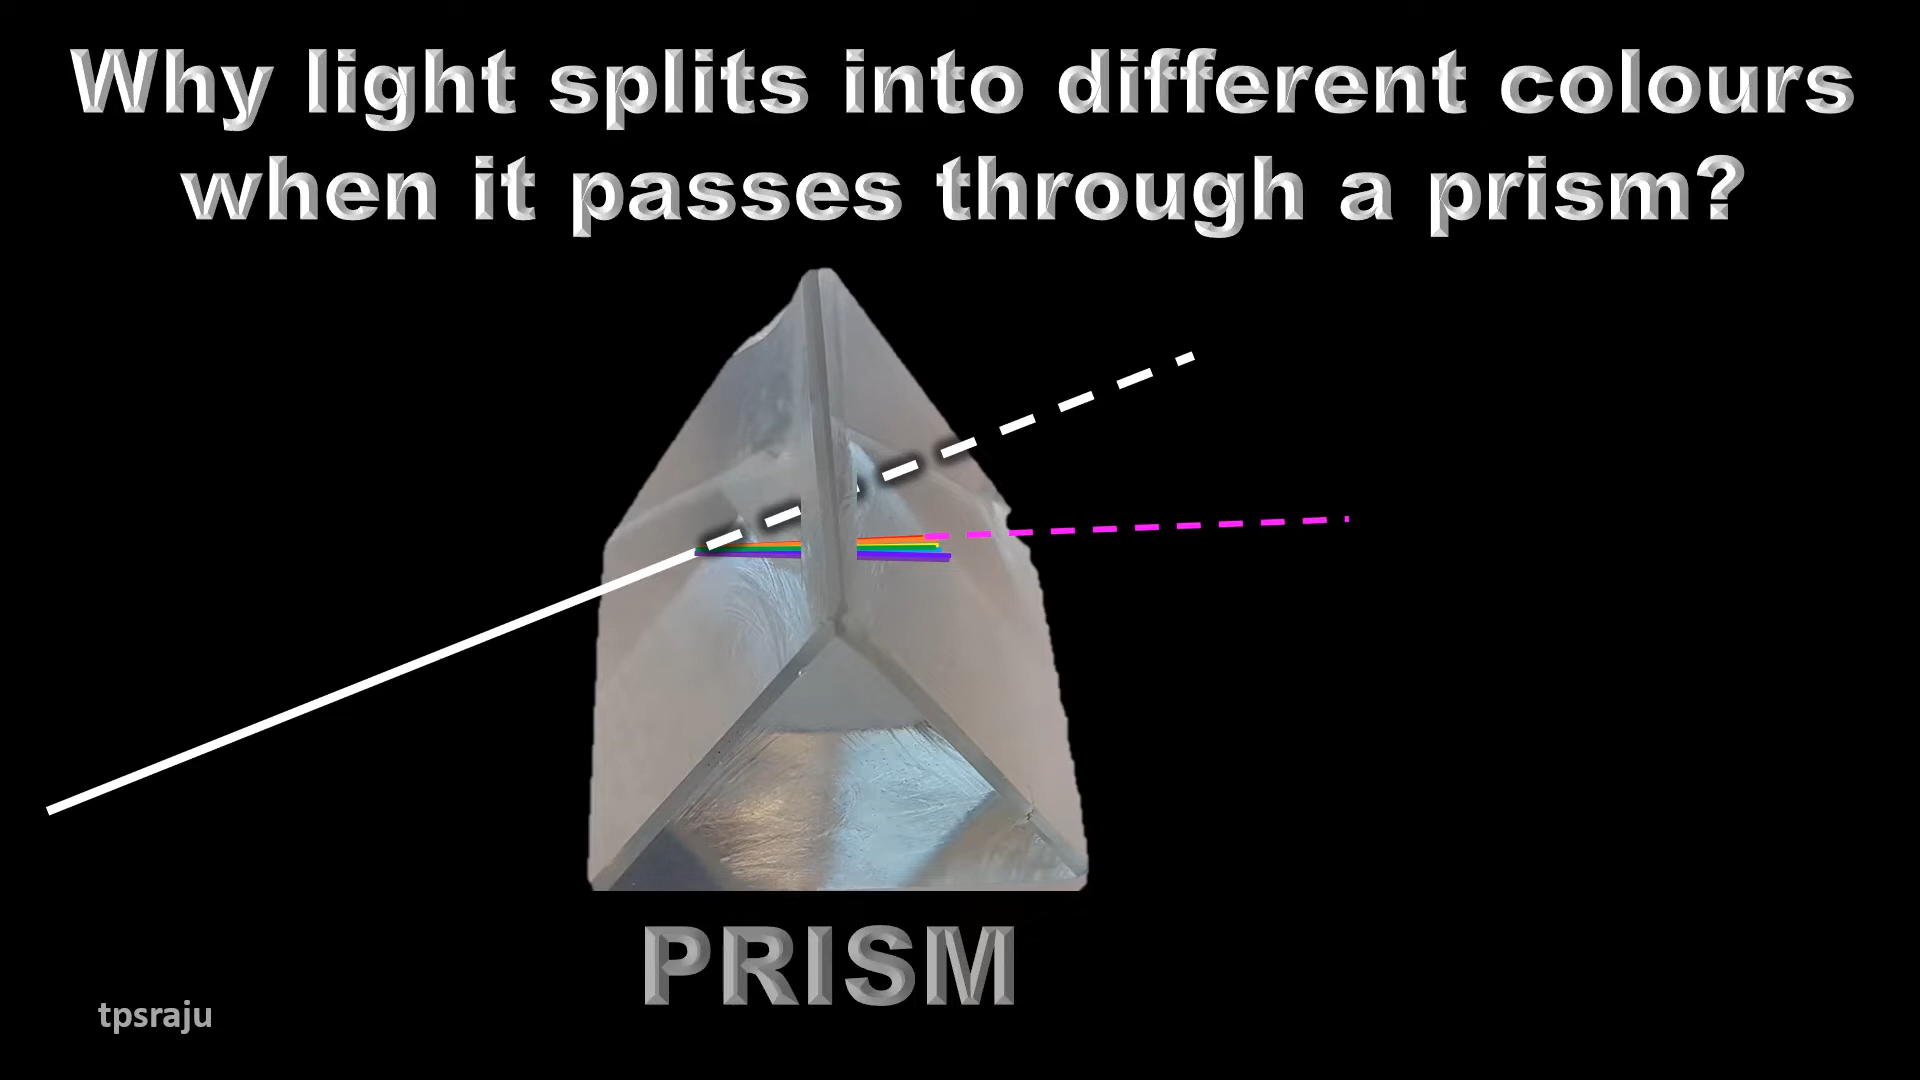 Why light splits into different colours
when it passes through a prism?
PRISM
tpsraju